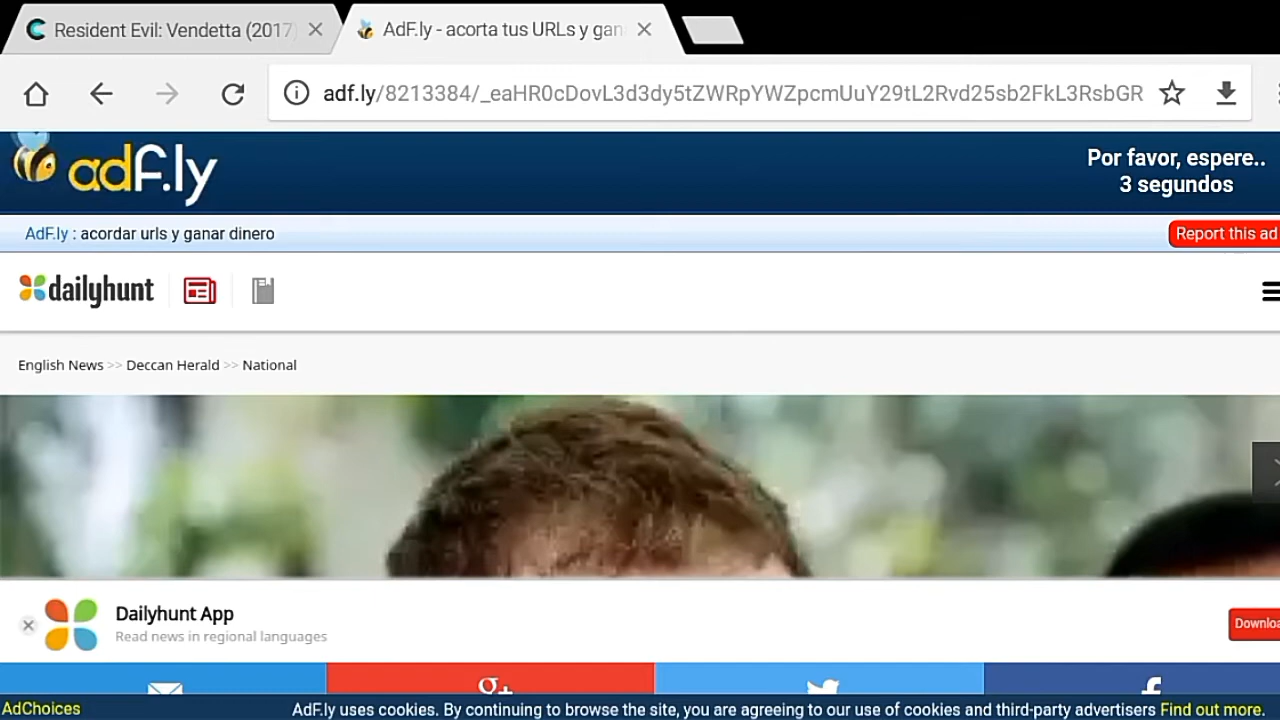 Resident Evil: Vendetta (2017)
AdF.ly - acorta tus URLs y gan
adf.ly/8213384/_eaHR0cDovL3d3dy5tZWRpYWZpcmUuY29tL2Rvd25sb2FkL3RsbGR
adf.ly
Por favor, espere..
3 segundos
AdF.ly : acordar urls y ganar dinero
Report this ad
dailyhunt
English News >> Deccan Herald >> National
Dailyhunt App
Read news in regional languages
Downloa
g+
f
AdChoices
AdF.ly uses cookies. By continuing to browse the site, you are agreeing to our use of cookies and third-party advertisers Find out more.